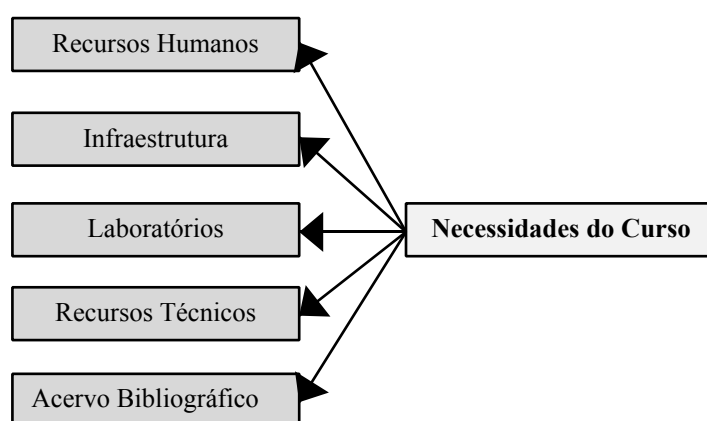 Recursos Humanos
Infraestrutura
Laboratórios
Necessidades do Curso
Recursos Técnicos
Acervo Bibliográfico